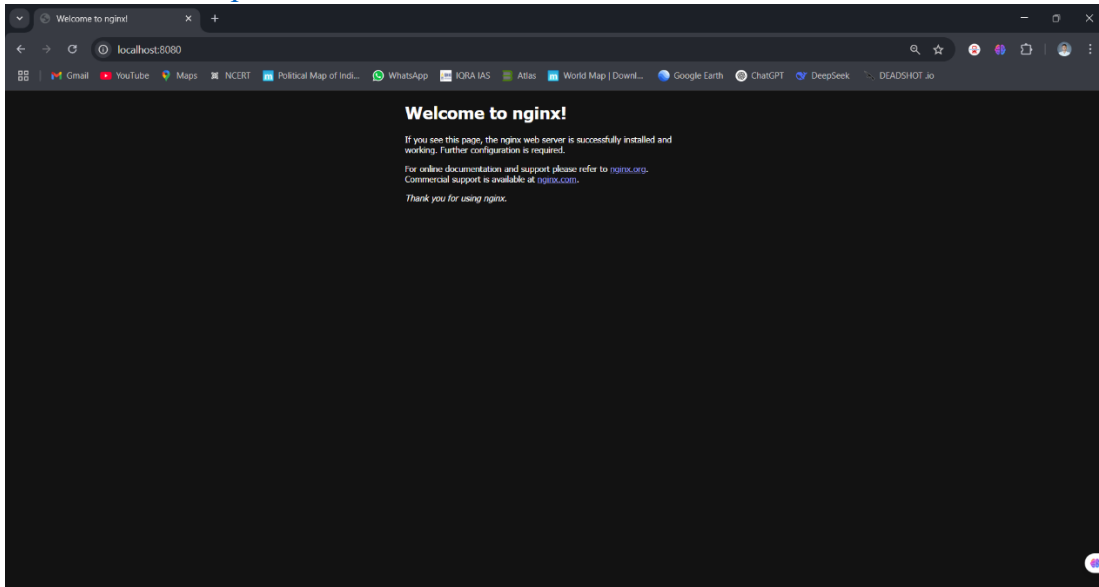 Welcome to nginx!
localhost:8080
Gmail YouTube Maps NCERT Political Map of Indi... WhatsApp IQRA IAS Atlas World Map | Downl... Google Earth ChatGPT DeepSeek DEADSHOT .io
Welcome to nginx!
If you see this page, the nginx web server is successfully installed and
working. Further configuration is required.
For online documentation and support please refer to nginx.org.
Commercial support is available at nginx.com.
Thank you for using nginx.